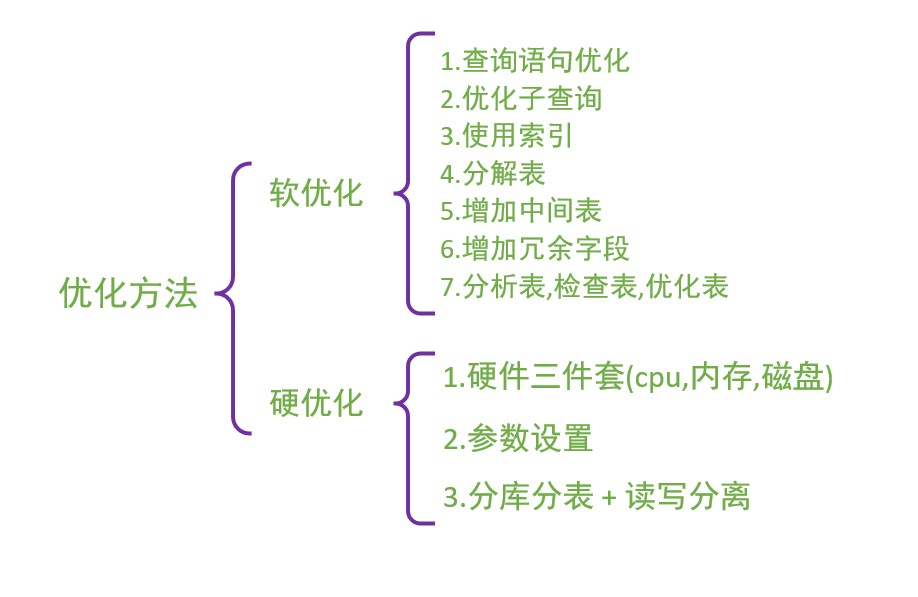 优化方法
软优化
1.查询语句优化
2.优化子查询
3.使用索引
4.分解表
5.增加中间表
6.增加冗余字段
7.分析表,检查表,优化表
硬优化
1.硬件三件套(cpu,内存,磁盘)
2.参数设置
3.分库分表 + 读写分离